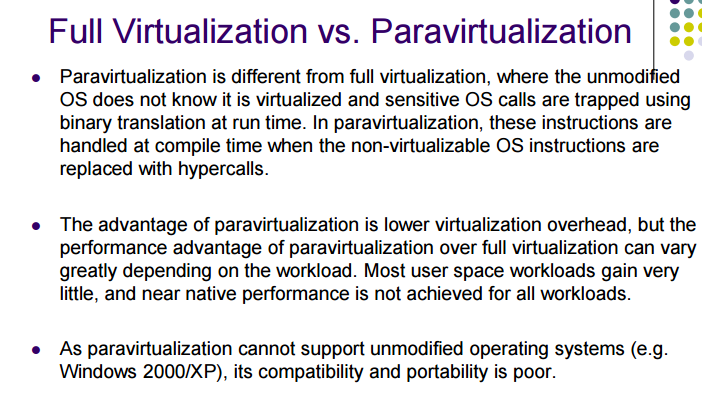 Full Virtualization vs. Paravirtualization
Paravirtualization is different from full virtualization, where the unmodified
OS does not know it is virtualized and sensitive OS calls are trapped using
binary translation at run time. In paravirtualization, these instructions are
handled at compile time when the non-virtualizable OS instructions are
replaced with hypercalls.
The advantage of paravirtualization is lower virtualization overhead, but the
performance advantage of paravirtualization over full virtualization can vary
greatly depending on the workload. Most user space workloads gain very
little, and near native performance is not achieved for all workloads.
As paravirtualization cannot support unmodified operating systems (e.g.
Windows 2000/XP), its compatibility and portability is poor.